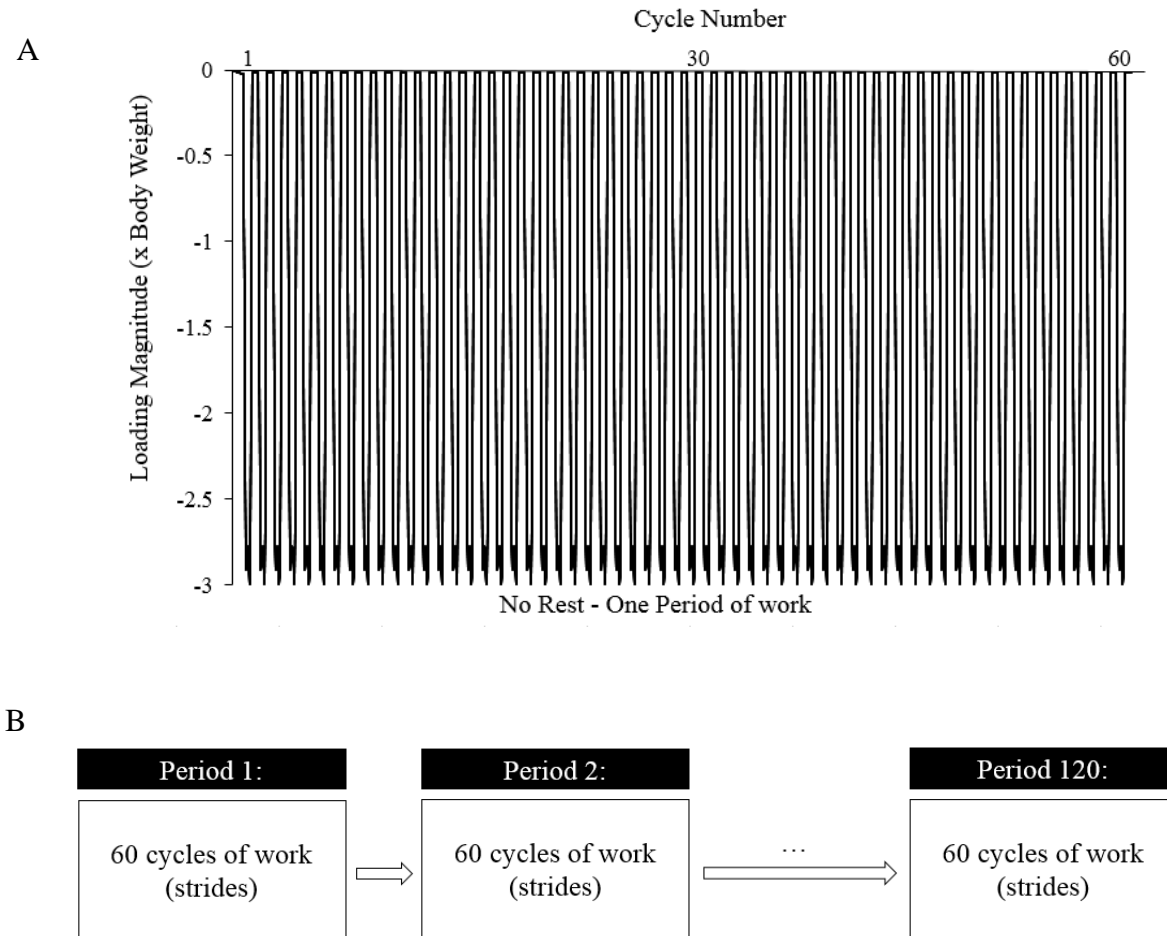 A
Cycle Number
1 30 60
0
-0.5
-1
-1.5
-2
-2.5
-3
Loading Magnitude (x Body Weight)
No Rest - One Period of work
B
Period 1:
60 cycles of work
(strides)
Period 2:
60 cycles of work
(strides)
...
Period 120:
60 cycles of work
(strides)